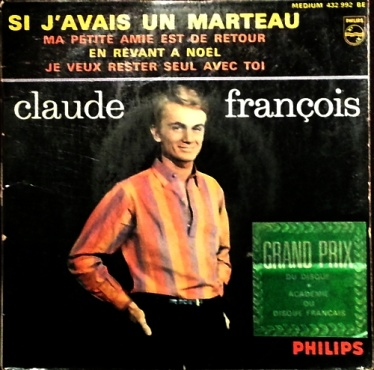 MEDIUM 432 992 BE
SI J'AVAIS UN MARTEAU
PHILIPS
MA PETITE AMIE EST DE RETOUR
EN RÊVANT A NOEL
JE VEUX RESTER SEUL AVEC TOI
claude françois
GRAND PRIX
DU DISQUE
ACADEMIE
DU
DISQUE FRANCAIS
PHILIPS